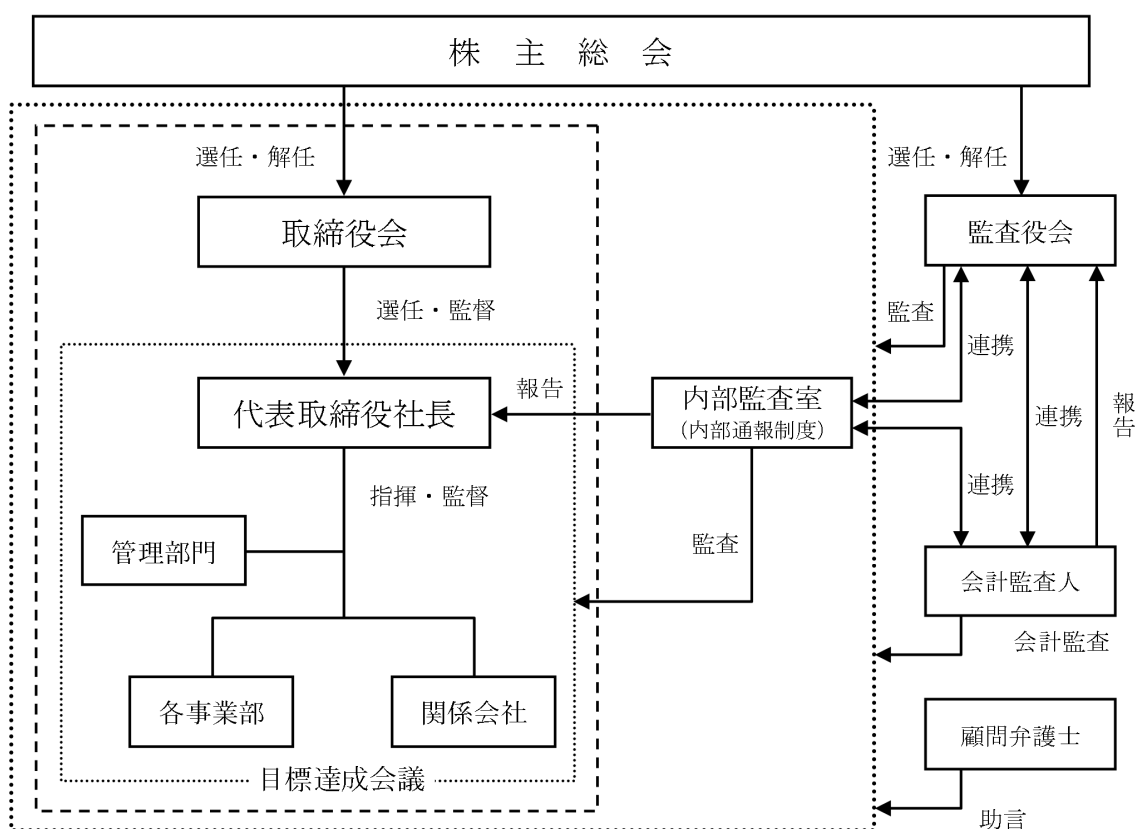 株 主 総 会
選任・解任
選任・解任
取締役会
監査役会
選任・監督
監査
連携
代表取締役社長
報告
内部監査室
(内部通報制度)
連携
報告
指揮・監督
連携
管理部門
監査
会計監査人
会計監査
各事業部
関係会社
顧問弁護士
目標達成会議
助言